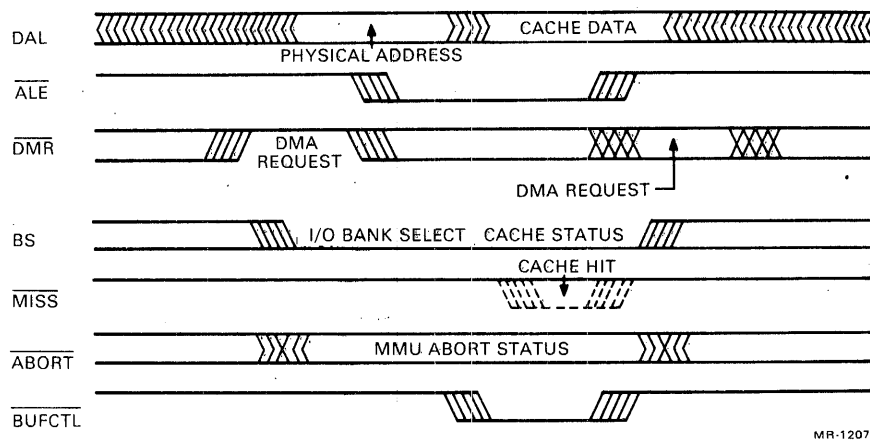 DAL
CACHE DATA
PHYSICAL ADDRESS
ALE
DMR
DMA
REQUEST
DMA REQUEST
BS
I/O BANK SELECT CACHE STATUS
CACHE HIT
MISS
ABORT
MMU ABORT STATUS
BUFCTL
MR-1207